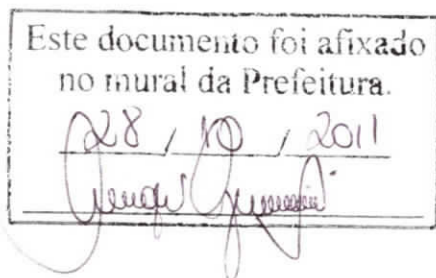 Este documento foi afixado
no mural da Prefeitura.
28 / 10 / 2011